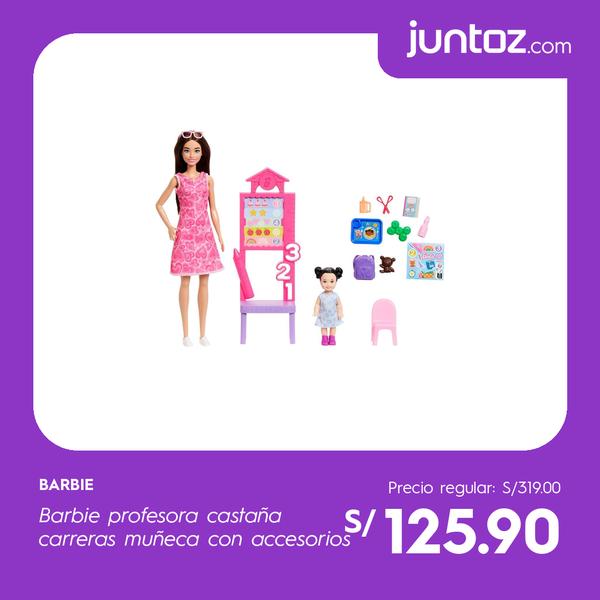 juntoz.com
3
2
1
BARBIE
Precio regular: S/319.00
Barbie profesora castaña
carreras muñeca con accesorios
S/125.90